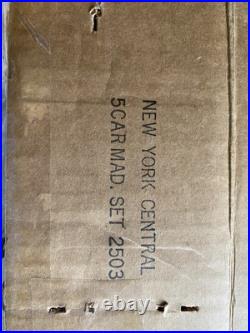 NEW YORK CENTRAL
5CAR MAD. SET 2503